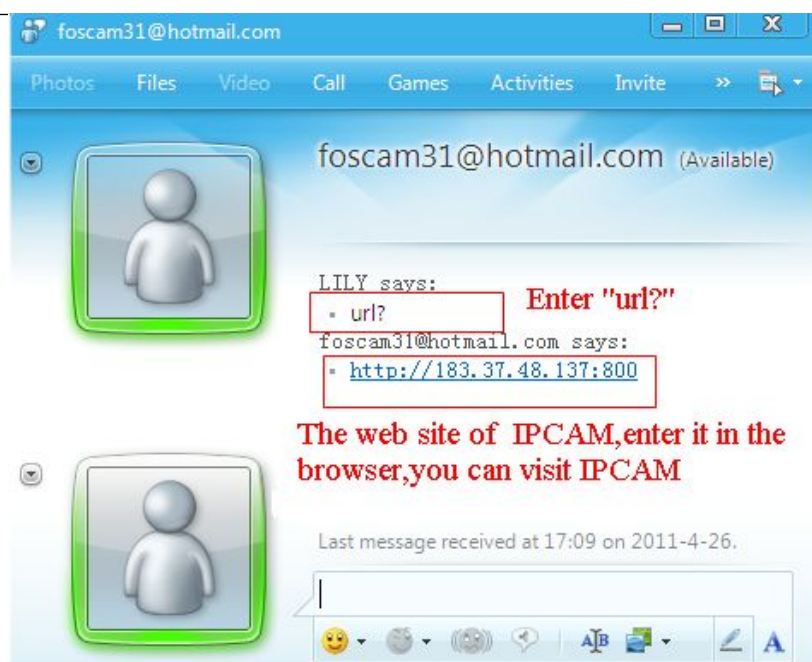 foscam31@hotmail.com
Photos Files Video Call Games Activities Invite »
foscam31@hotmail.com (Available)
LILY says:
url?
Enter "url?"
foscam31@hotmail.com says:
http://183.37.48.137:800
The web site of IPCAM,enter it in the
browser,you can visit IPCAM
Last message received at 17:09 on 2011-4-26.